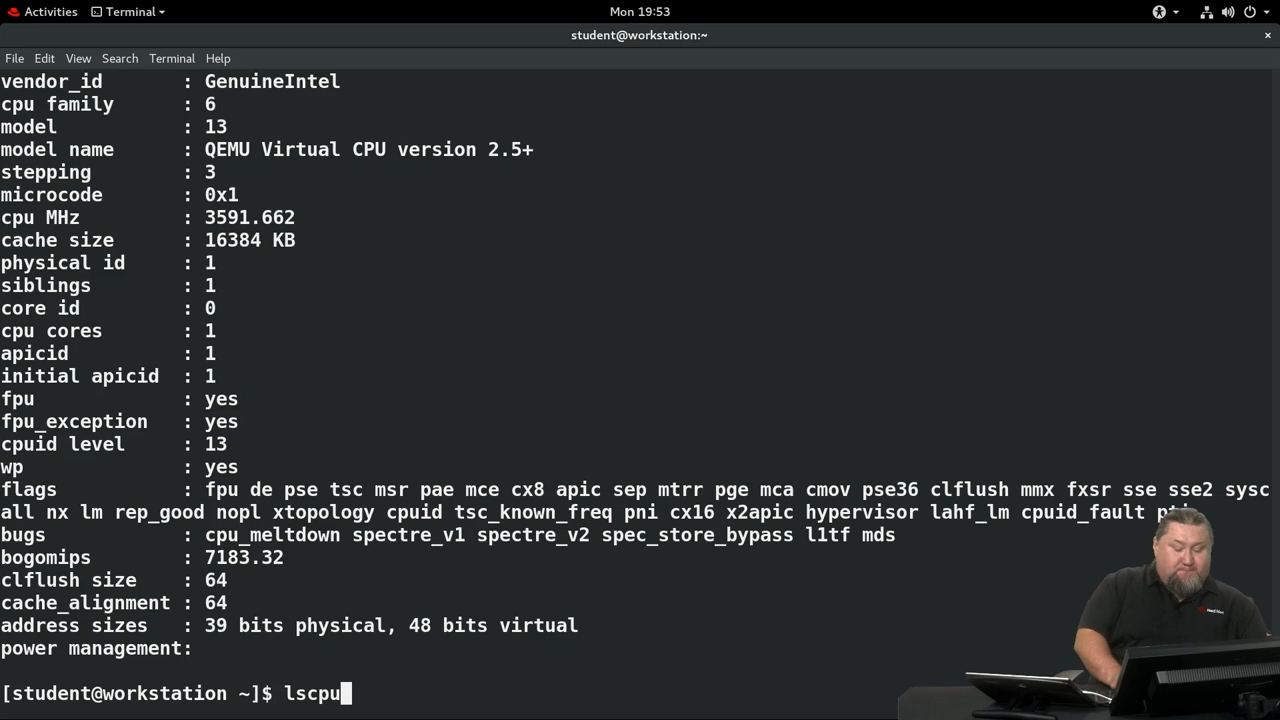 Activities Terminal Mon 19:53
student@workstation:~ ×
File Edit View Search Terminal Help
vendor_id : GenuineIntel
cpu family : 6
model : 13
model name : QEMU Virtual CPU version 2.5+
stepping : 3
microcode : 0x1
cpu MHz : 3591.662
cache size : 16384 KB
physical id : 1
siblings : 1
core id : 0
cpu cores : 1
apicid : 1
initial apicid : 1
fpu : yes
fpu_exception : yes
cpuid level : 13
wp : yes
flags : fpu de pse tsc msr pae mce cx8 apic sep mtrr pge mca cmov pse36 clflush mmx fxsr sse sse2 sysc
all nx lm rep_good nopl xtopology cpuid tsc_known_freq pni cx16 x2apic hypervisor lahf_lm cpuid_fault
bugs : cpu_meltdown spectre_v1 spectre_v2 spec_store_bypass l1tf mds
bogomips : 7183.32
clflush size : 64
cache_alignment : 64
address sizes : 39 bits physical, 48 bits virtual
power management:
[student@workstation ~]$ lscpu